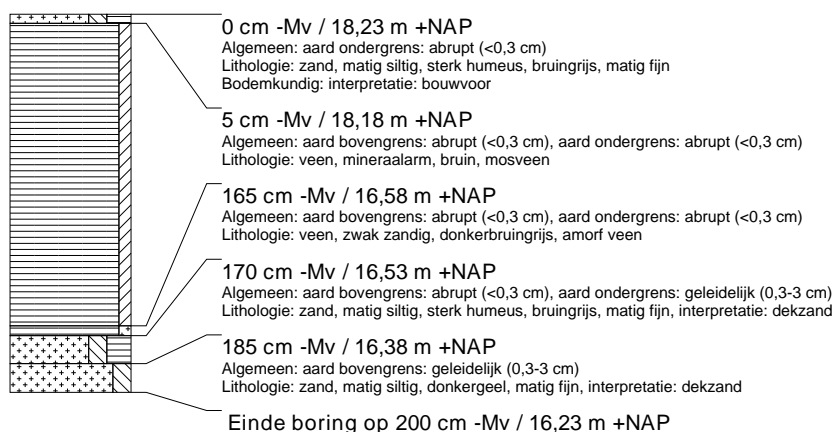 0 cm -Mv / 18,23 m +NAP
Algemeen: aard ondergrens: abrupt (<0,3 cm)
Lithologie: zand, matig siltig, sterk humeus, bruingrijs, matig fijn
Bodemkundig: interpretatie: bouwvoor
5 cm -Mv / 18,18 m +NAP
Algemeen: aard bovengrens: abrupt (<0,3 cm), aard ondergrens: abrupt (<0,3 cm)
Lithologie: veen, mineraalarm, bruin, mosveen
165 cm -Mv / 16,58 m +NAP
Algemeen: aard bovengrens: abrupt (<0,3 cm), aard ondergrens: abrupt (<0,3 cm)
Lithologie: veen, zwak zandig, donkerbruingrijs, amorf veen
170 cm -Mv / 16,53 m +NAP
Algemeen: aard bovengrens: abrupt (<0,3 cm), aard ondergrens: geleidelijk (0,3-3 cm)
Lithologie: zand, matig siltig, sterk humeus, bruingrijs, matig fijn, interpretatie: dekzand
185 cm -Mv / 16,38 m +NAP
Algemeen: aard bovengrens: geleidelijk (0,3-3 cm)
Lithologie: zand, matig siltig, donkergeel, matig fijn, interpretatie: dekzand
Einde boring op 200 cm -Mv / 16,23 m +NAP